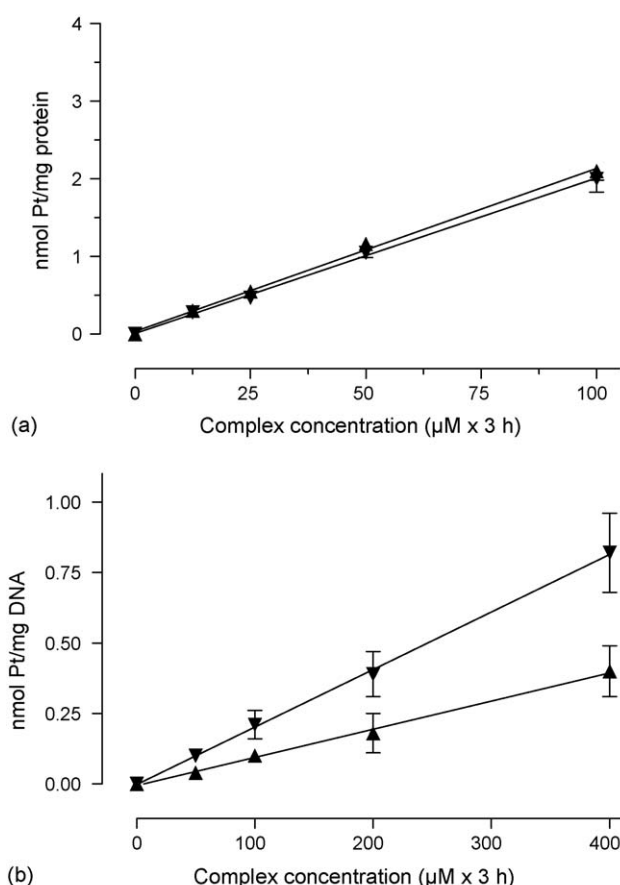 4
3
2
1
0
nmol Pt/mg protein
0 25 50 75 100
(a) Complex concentration (µM x 3 h)
1.00
0.75
0.50
0.25
0.00
nmol Pt/mg DNA
0 100 200 300 400
(b) Complex concentration (µM x 3 h)